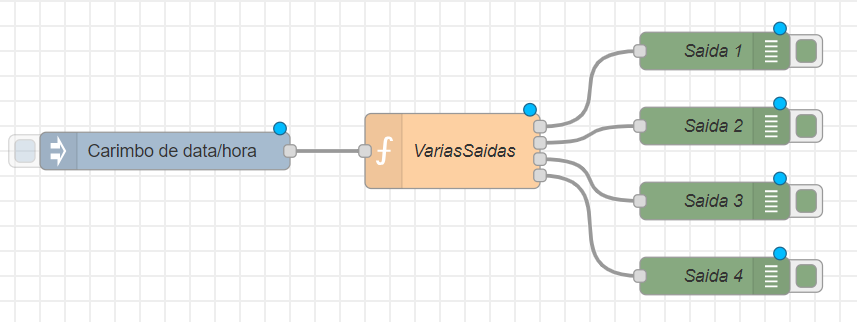 Carimbo de data/hora
VariasSaidas
Saida 1
Saida 2
Saida 3
Saida 4